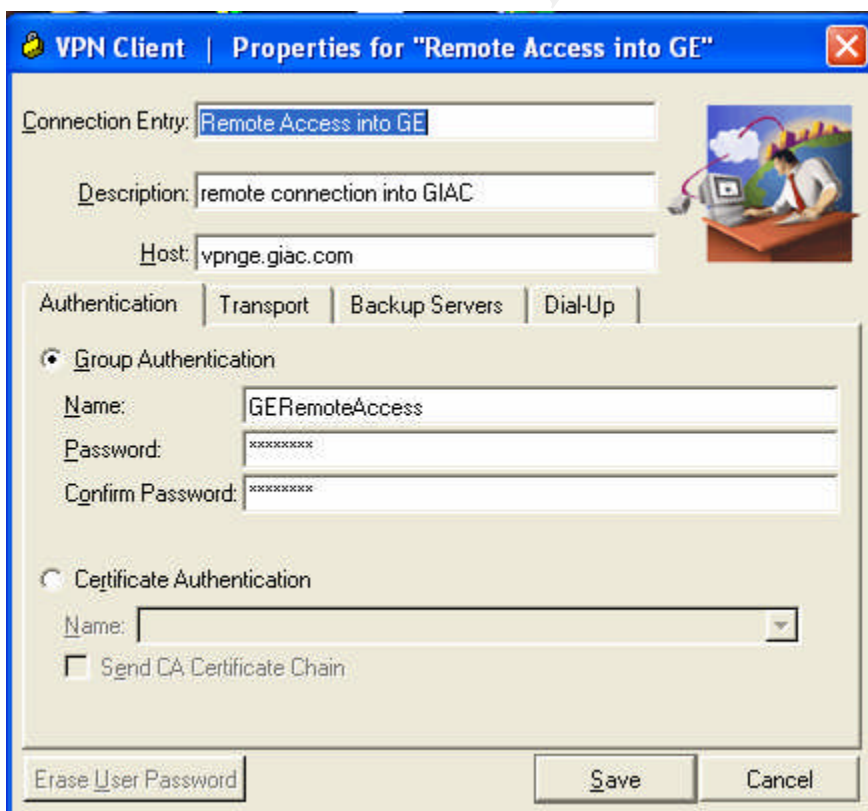 VPN Client | Properties for "Remote Access into GE"
Connection Entry: Remote Access into GE
Description: remote connection into GIAC
Host: vpnge.giac.com
Authentication Transport Backup Servers Dial-Up
Group Authentication
Name: GERemoteAccess
Password: ********
Confirm Password: ********
Certificate Authentication
Name:
Send CA Certificate Chain
Erase User Password Save Cancel